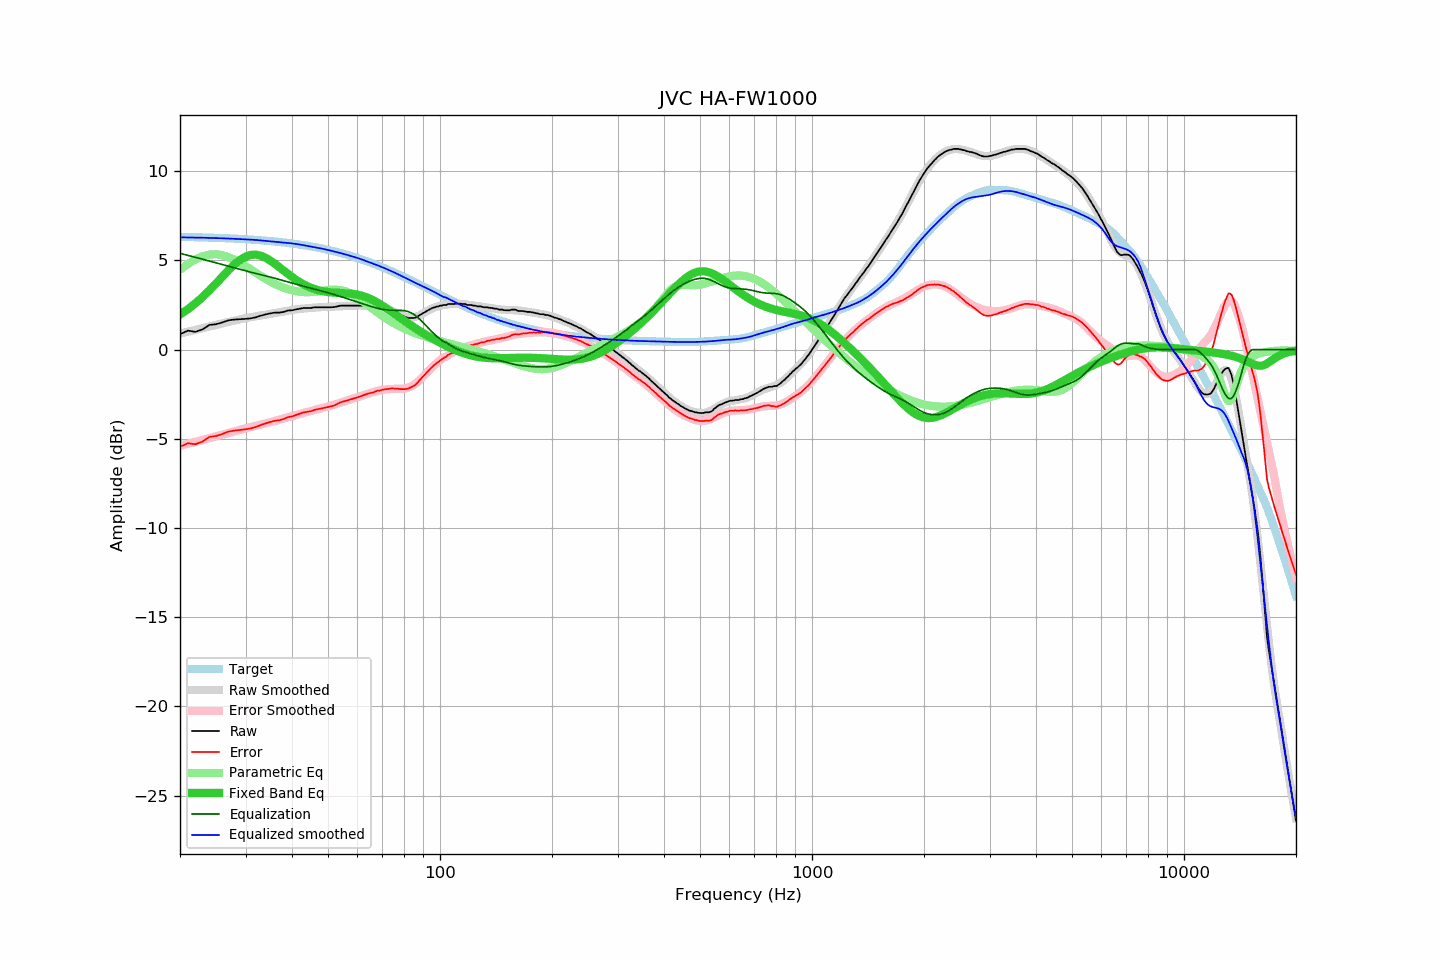 JVC HA-FW1000
10
5
0
−5
−10
−15
−20
−25
Amplitude (dBr)
Target
Raw Smoothed
Error Smoothed
Raw
Error
Parametric Eq
Fixed Band Eq
Equalization
Equalized smoothed
100 1000 10000
Frequency (Hz)